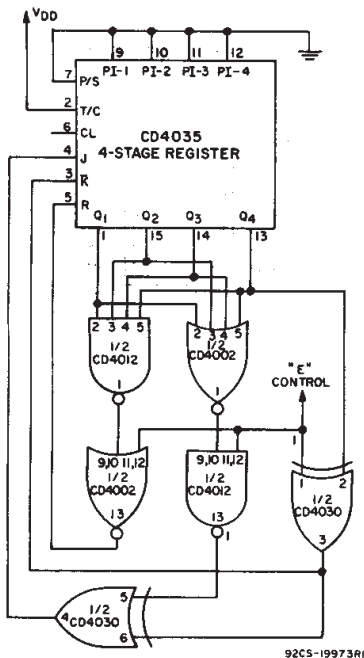 VDD
9 10 11 12
PI-1 PI-2 PI-3 PI-4
7 P/S
2 T/C
6 CL
4 J
3 K̅
5 R
CD4035
4-STAGE REGISTER
Q1 Q2 Q3 Q4
1 15 14 13
2 3 4 5
1/2
CD4012
1
2 3 4 5
1/2
CD4002
1
"E"
CONTROL
1
9,10 11,12
1/2
CD4002
13
9,10 11,12
1/2
CD4012
13
1
1 2
1/2
CD4030
3
4
1/2
CD4030
5
6
92CS-19973R1